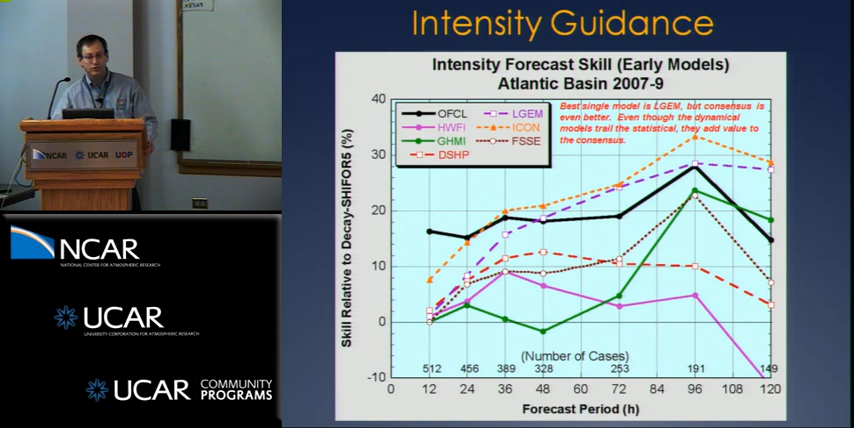 Intensity Guidance
Intensity Forecast Skill (Early Models)
Atlantic Basin 2007-9
Best single model is LGEM, but consensus is
even better. Even though the dynamical
models trail the statistical, they add value to
the consensus.
OFCL
LGEM
HWFI
ICON
GHMI
FSSE
DSHP
Skill Relative to Decay-SHIFOR5 (%)
40
30
20
10
0
-10
(Number of Cases)
512 456 389 328 253 191 149
0 12 24 36 48 60 72 84 96 108 120
Forecast Period (h)
NCAR UCAR UOP
NCAR
NATIONAL CENTER FOR ATMOSPHERIC RESEARCH
UCAR
UNIVERSITY CORPORATION FOR ATMOSPHERIC RESEARCH
UCAR COMMUNITY
PROGRAMS